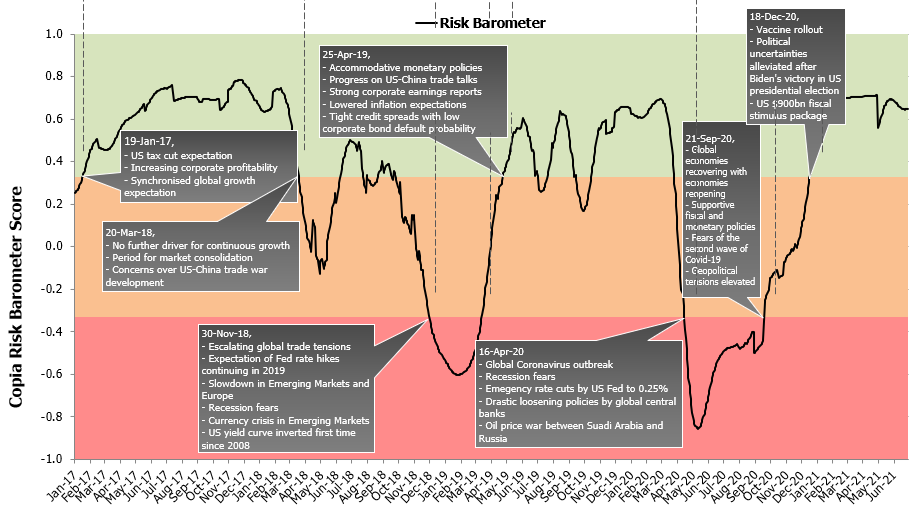 Risk Barometer
Copia Risk Barometer Score
1.0
0.8
0.6
0.4
0.2
0.0
-0.2
-0.4
-0.6
-0.8
-1.0
19-Jan-17,
- US tax cut expectation
- Increasing corporate profitability
- Synchronised global growth
expectation
20-Mar-18,
- No further driver for continuous growth
- Period for market consolidation
- Concerns over US-China trade war
development
30-Nov-18,
- Escalating global trade tensions
- Expectation of Fed rate hikes
continuing in 2019
- Slowdown in Emerging Markets and
Europe
- Recession fears
- Currency crisis in Emerging Markets
- US yield curve inverted first time
since 2008
25-Apr-19,
- Accommodative monetary policies
- Progress on US-China trade talks
- Strong corporate earnings reports
- Lowered inflation expectations
- Tight credit spreads with low
corporate bond default probability
16-Apr-20
- Global Coronavirus outbreak
- Recession fears
- Emegency rate cuts by US Fed to 0.25%
- Drastic loosening policies by global central
banks
- Oil price war between Suadi Arabia and
Russia
21-Sep-20,
- Global
economies
recovering with
economies
reopening
- Supportive
fiscal and
monetary policies
- Fears of the
second wave of
Covid-19
- Geopolitical
tensions elevated
18-Dec-20,
- Vaccine rollout
- Political
uncertainties
alleviated after
Biden's victory in US
presidential election
- US $900bn fiscal
stimulus package
Jan-17
Feb-17
Mar-17
Apr-17
May-17
Jun-17
Jul-17
Aug-17
Sep-17
Oct-17
Nov-17
Dec-17
Jan-18
Feb-18
Mar-18
Apr-18
May-18
Jun-18
Jul-18
Aug-18
Sep-18
Oct-18
Nov-18
Dec-18
Jan-19
Feb-19
Mar-19
Apr-19
May-19
Jun-19
Jul-19
Aug-19
Sep-19
Oct-19
Nov-19
Dec-19
Jan-20
Feb-20
Mar-20
Apr-20
May-20
Jun-20
Jul-20
Aug-20
Sep-20
Oct-20
Nov-20
Dec-20
Jan-21
Feb-21
Mar-21
Apr-21
May-21
Jun-21